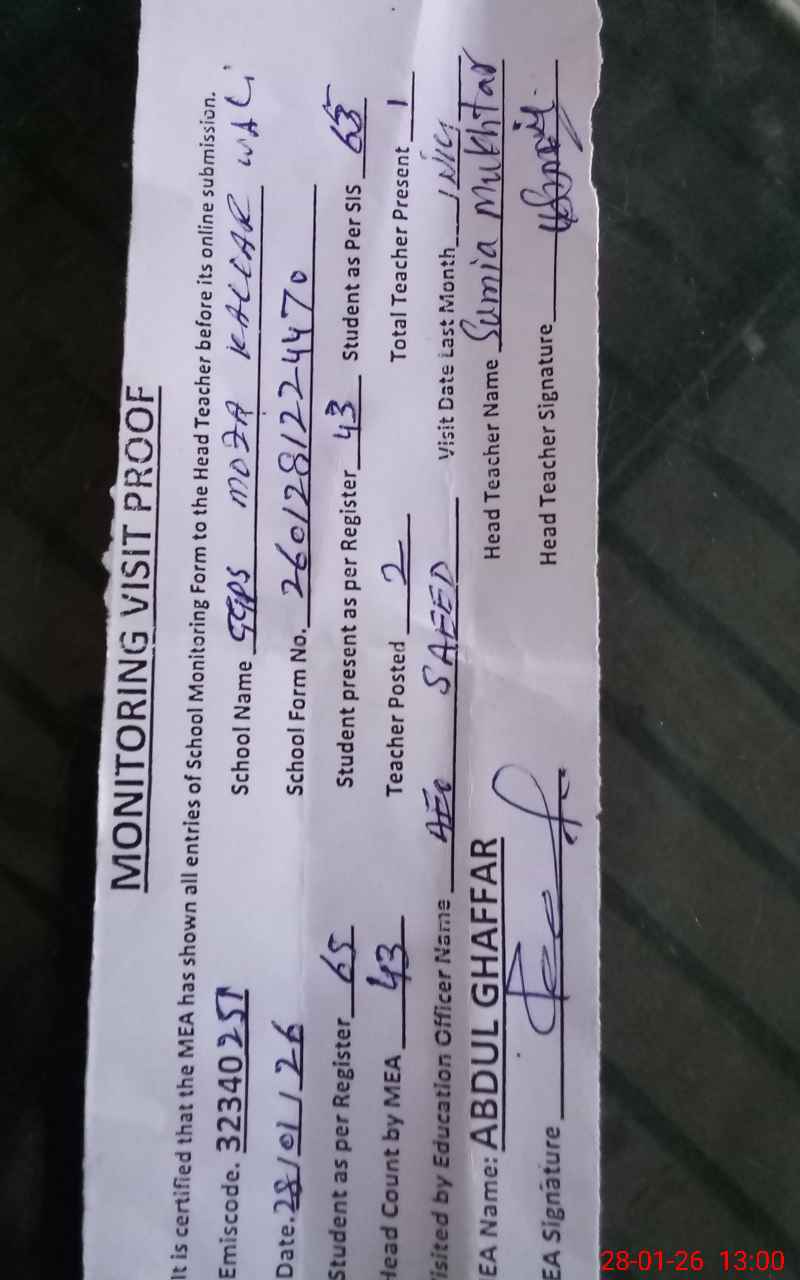 MONITORING VISIT PROOF
It is certified that the MEA has shown all entries of School Monitoring Form to the Head Teacher before its online submission.
Emiscode. 32340251 School Name GGPS MOZA KALLAR WALI
Date. 28/01/26 School Form No. 2601281224470
Student as per Register 65 Student present as per Register 43 Student as Per SIS 65
Head Count by MEA 43 Teacher Posted 2 Total Teacher Present 1
isited by Education Officer Name AEO SAEED Visit Date Last Month
EA Name: ABDUL GHAFFAR Head Teacher Name Sumia Mukhtar
EA Signature Head Teacher Signature
28-01-26 13:00